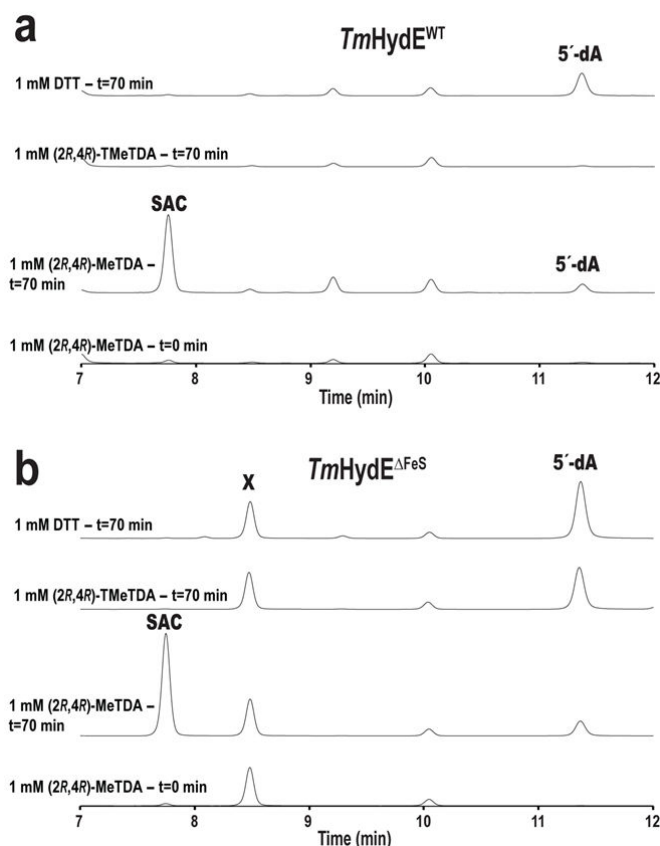 a
TmHydEWT
5´-dA
1 mM DTT – t=70 min
1 mM (2R,4R)-TMeTDA – t=70 min
SAC
1 mM (2R,4R)-MeTDA –
t=70 min
5´-dA
1 mM (2R,4R)-MeTDA – t=0 min
7 8 9 10 11 12
Time (min)
b
TmHydEΔFeS
5´-dA
X
1 mM DTT – t=70 min
1 mM (2R,4R)-TMeTDA – t=70 min
SAC
1 mM (2R,4R)-MeTDA –
t=70 min
1 mM (2R,4R)-MeTDA – t=0 min
7 8 9 10 11 12
Time (min)